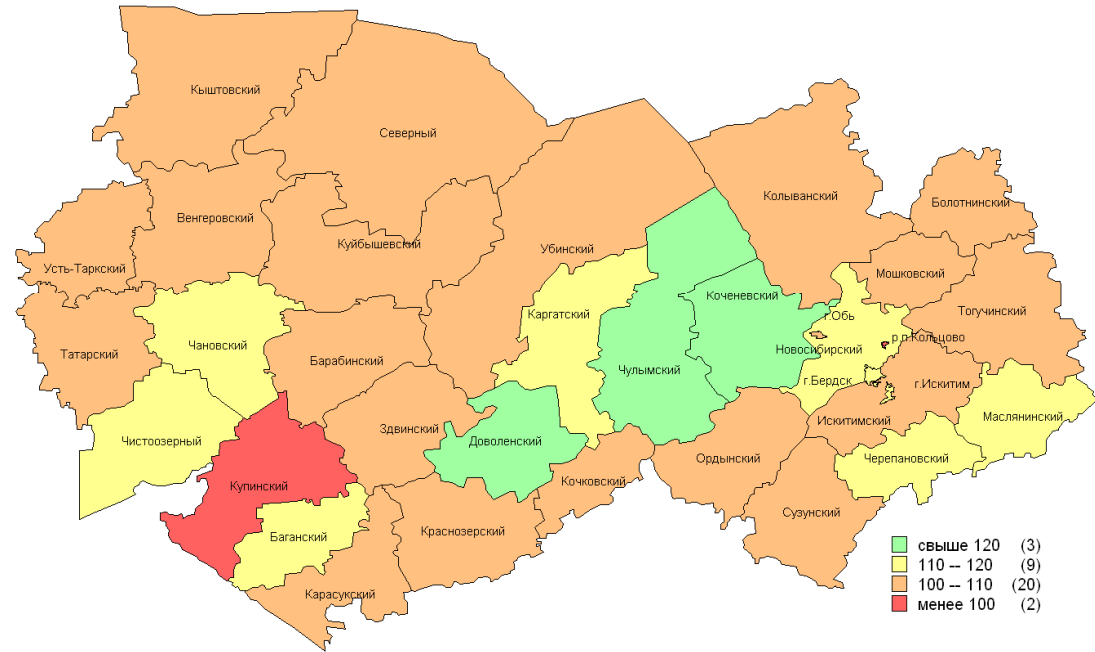 Кыштовский
Северный
Колыванский
Болотнинский
Венгеровский
Куйбышевский
Убинский
Усть-Таркский
Мошковский
Коченевский
Тогучинский
Каргатский
г.Обь
р.п.Кольцово
Чановский
Новосибирский
Татарский
Барабинский
Чулымский
г.Бердск
г.Искитим
Маслянинский
Искитимский
Здвинский
Чистоозерный
Доволенский
Ордынский
Черепановский
Купинский
Кочковский
Сузунский
Краснозерский
Баганский
Карасукский
свыше 120 (3)
110 -- 120 (9)
100 -- 110 (20)
менее 100 (2)